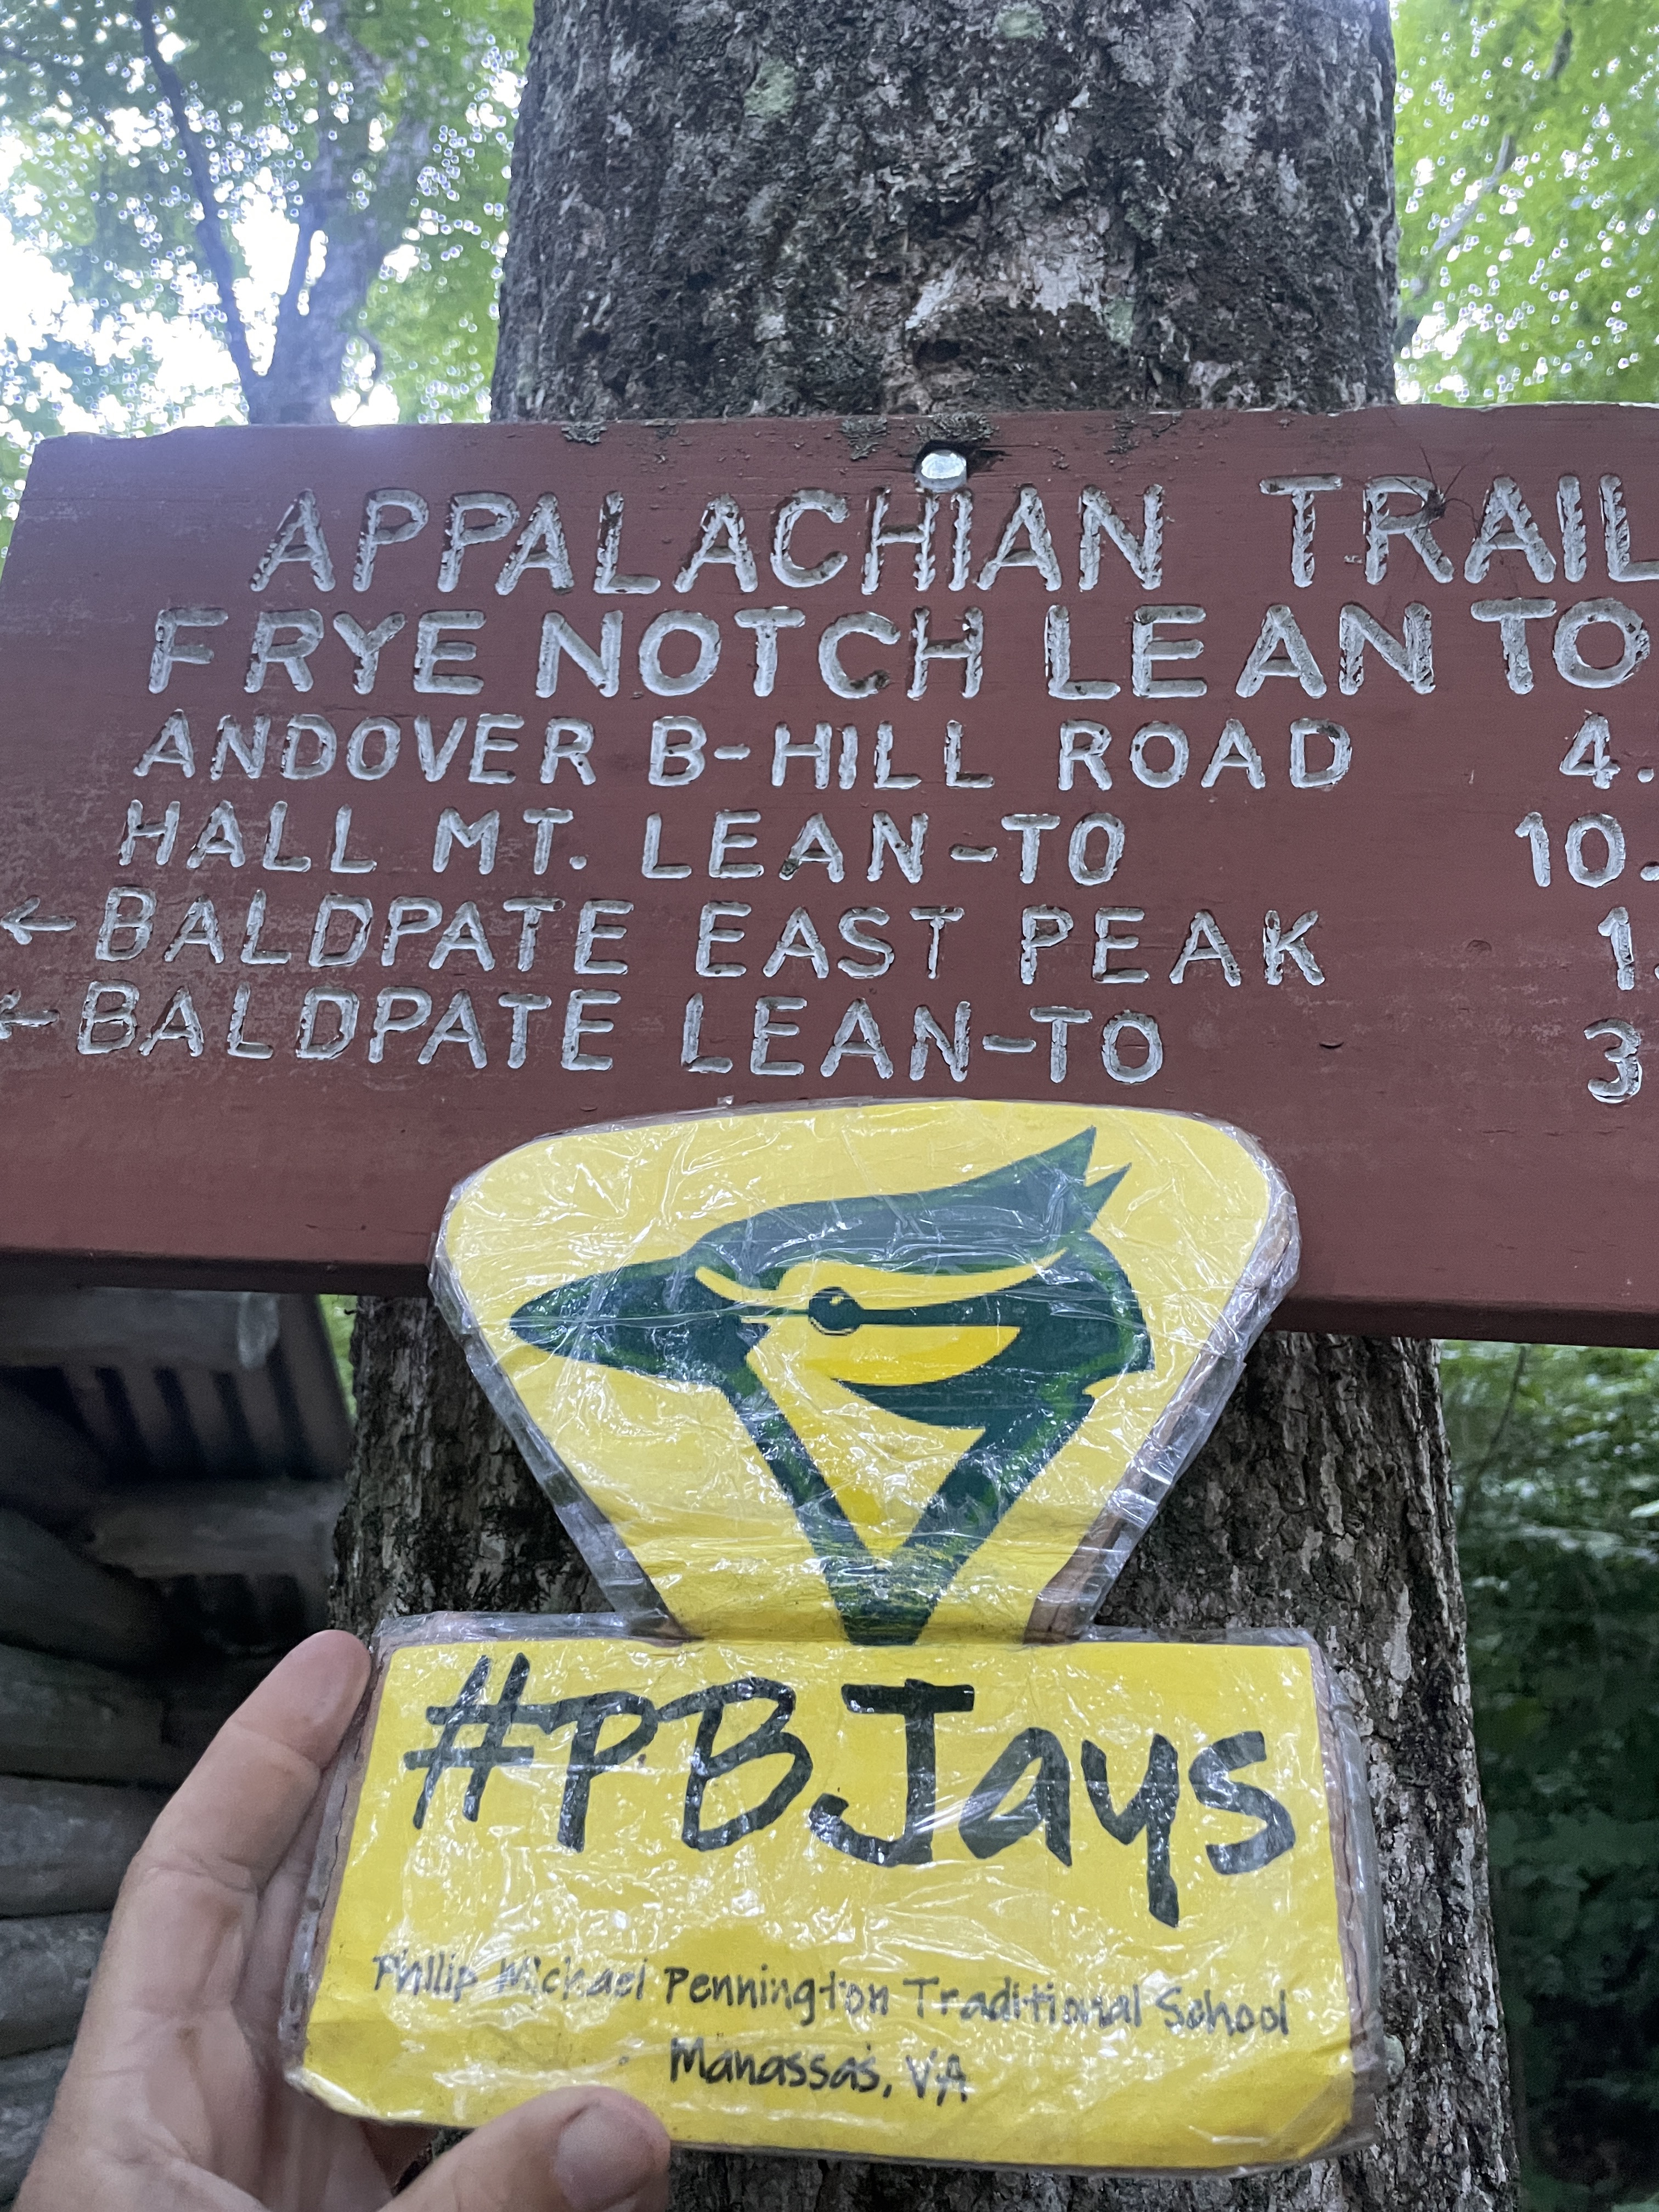 APPALACHIAN TRAIL
FRYE NOTCH LEAN TO
ANDOVER B-HILL ROAD 4.
HALL MT. LEAN-TO 10.
← BALDPATE EAST PEAK 1.
← BALDPATE LEAN-TO 3
#PBJays
Phillip Mickael Pennington Traditional School
Manassas, VA